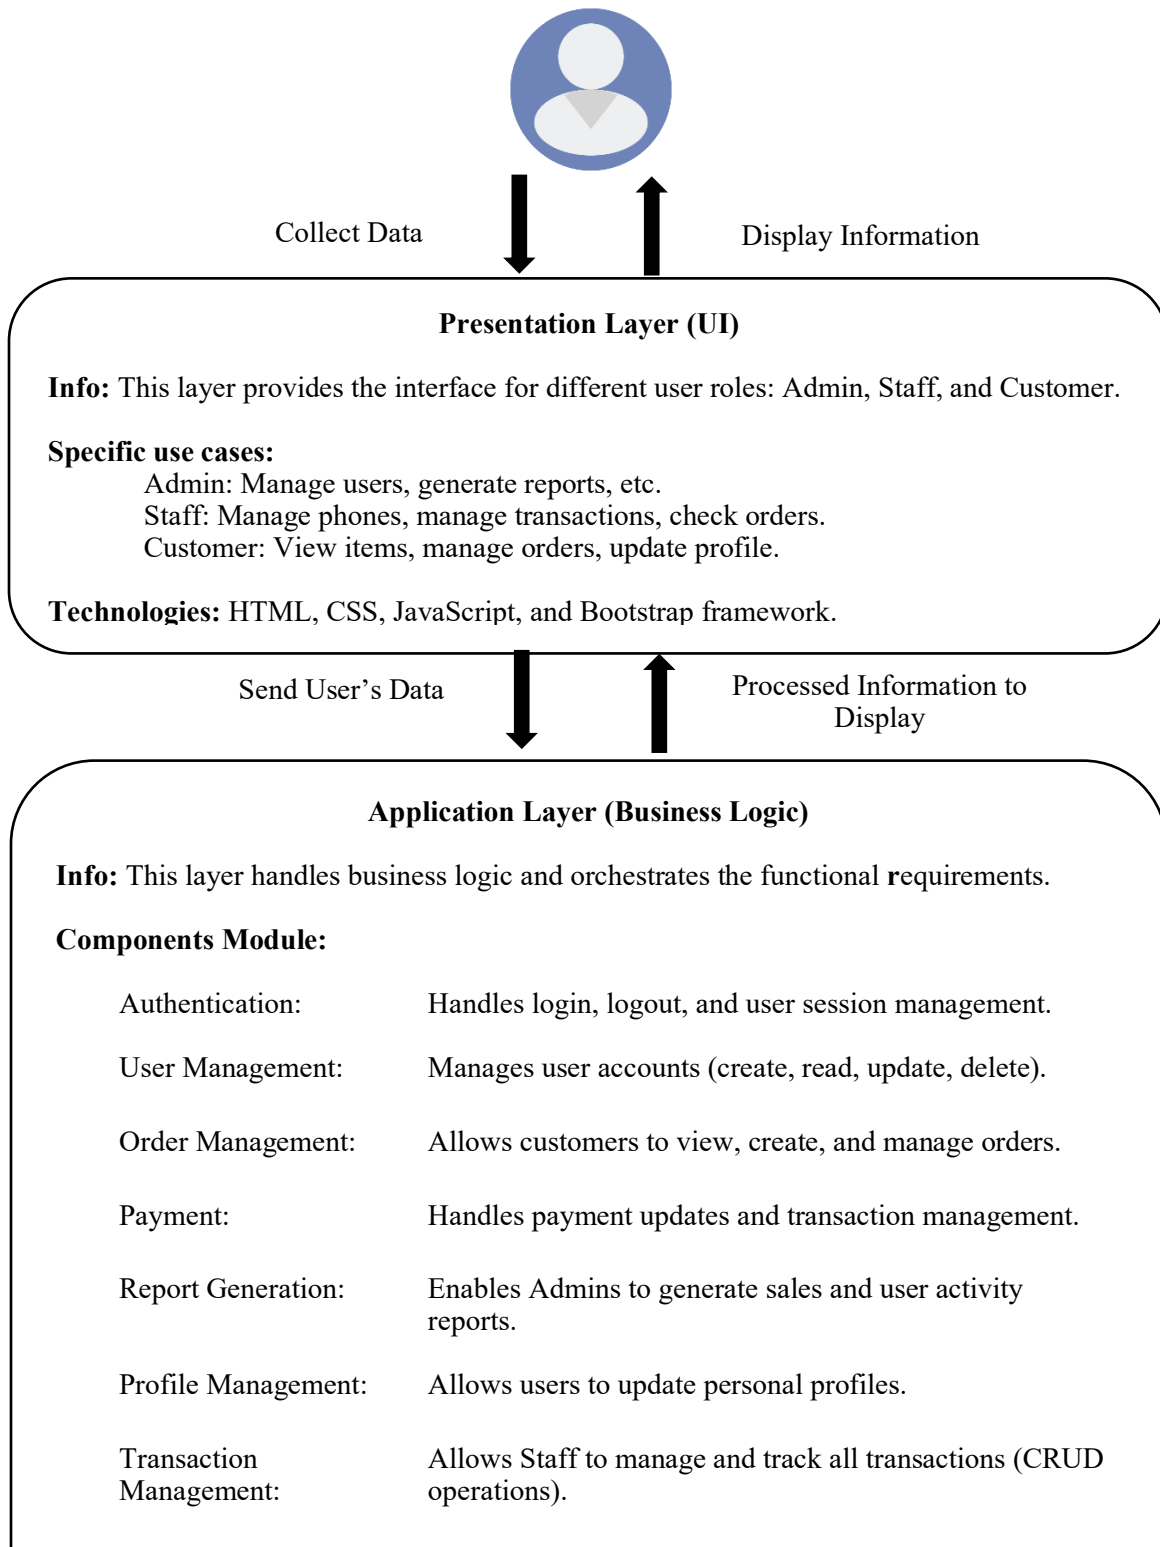 Collect Data
Display Information
Presentation Layer (UI)
Info: This layer provides the interface for different user roles: Admin, Staff, and Customer.
Specific use cases:
Admin: Manage users, generate reports, etc.
Staff: Manage phones, manage transactions, check orders.
Customer: View items, manage orders, update profile.
Technologies: HTML, CSS, JavaScript, and Bootstrap framework.
Send User’s Data
Processed Information to
Display
Application Layer (Business Logic)
Info: This layer handles business logic and orchestrates the functional requirements.
Components Module:
Authentication: Handles login, logout, and user session management.
User Management: Manages user accounts (create, read, update, delete).
Order Management: Allows customers to view, create, and manage orders.
Payment: Handles payment updates and transaction management.
Report Generation: Enables Admins to generate sales and user activity
reports.
Profile Management: Allows users to update personal profiles.
Transaction Allows Staff to manage and track all transactions (CRUD
Management: operations).